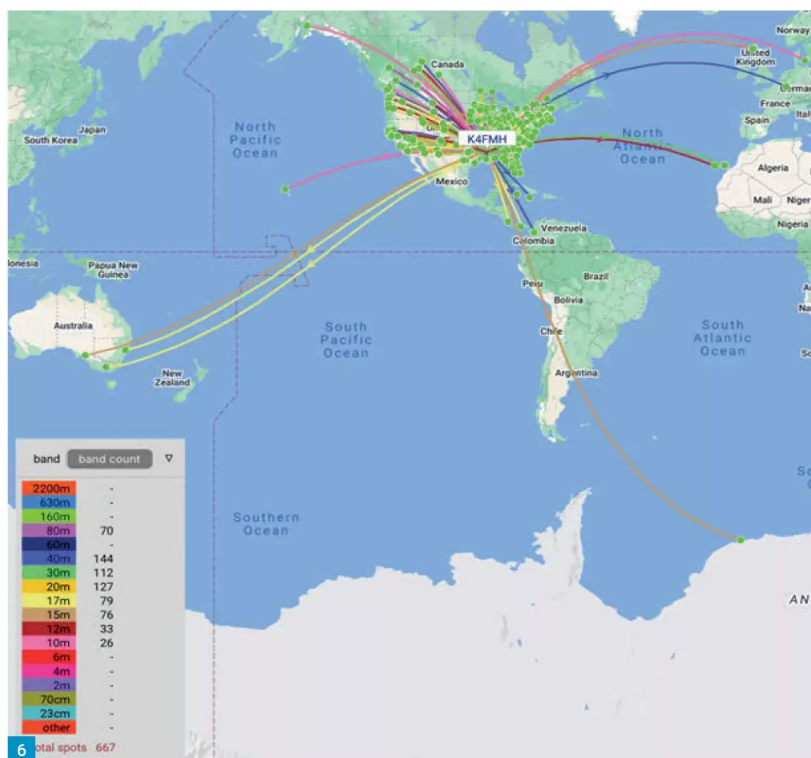 Norway
Canada
United
Kingdom
Germany
France
Spain
Japan
South Korea
North
Pacific
Ocean
K4FMH
North
Atlantic
Ocean
Algeria
Mali
Niger
Nigeria
Mexico
Venezuela
Colombia
Papua New
Guinea
Brazil
Peru
Bolivia
Australia
South
Pacific
Ocean
Chile
South
Atlantic
Ocean
New
Zealand
Argentina
Southern
Ocean
AN
band band count ▽
2200m -
630m -
160m -
80m 70
60m -
40m 144
30m 112
20m 127
17m 79
15m 76
12m 33
10m 26
6m -
4m -
2m -
70cm -
23cm -
other -
otal spots 667
6